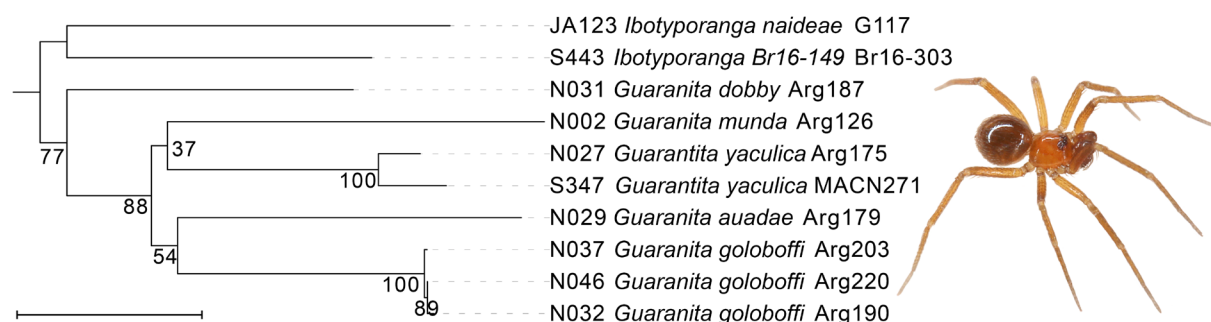 JA123 Ibotyporanga naideae G117
S443 Ibotyporanga Br16-149 Br16-303
N031 Guaranita dobby Arg187
N002 Guaranita munda Arg126
37
77
N027 Guarantita yaculica Arg175
100
S347 Guarantita yaculica MACN271
88
N029 Guaranita auadae Arg179
54
N037 Guaranita goloboffi Arg203
100
N046 Guaranita goloboffi Arg220
89
N032 Guaranita goloboffi Arg190